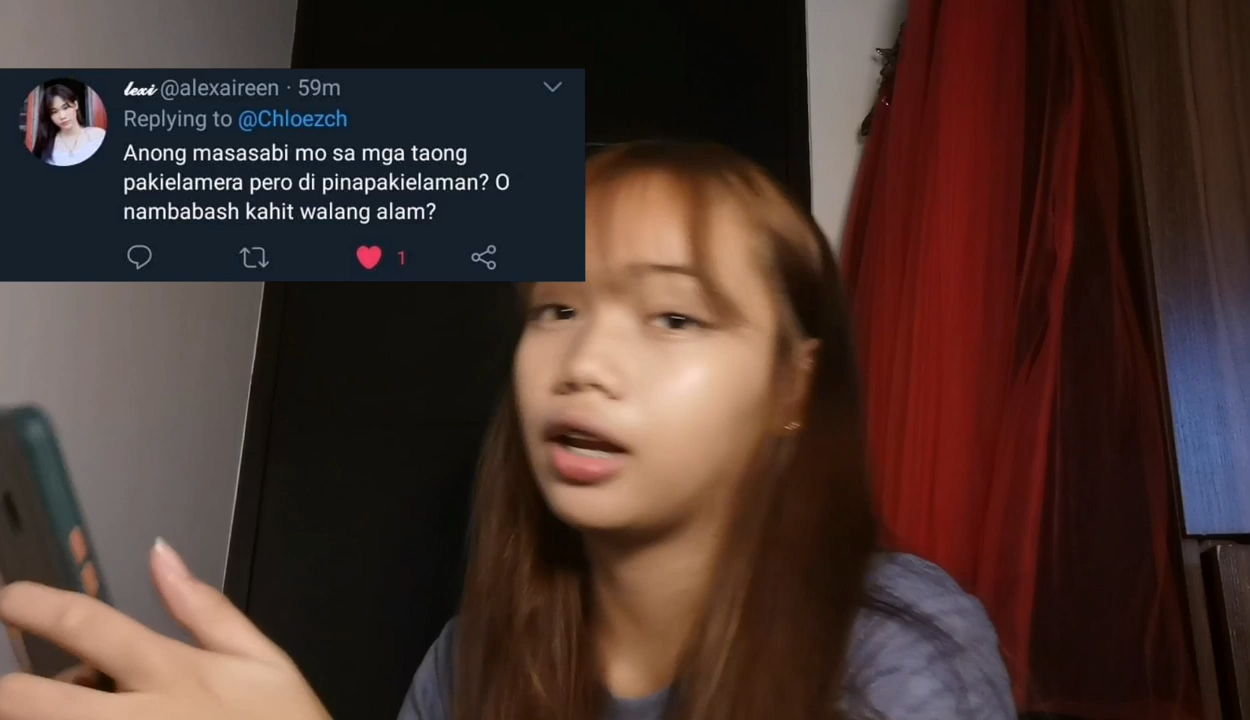 lexi @alexaireen · 59m
Replying to @Chloezch
Anong masasabi mo sa mga taong
pakielamera pero di pinapakielaman? O
nambabash kahit walang alam?
1